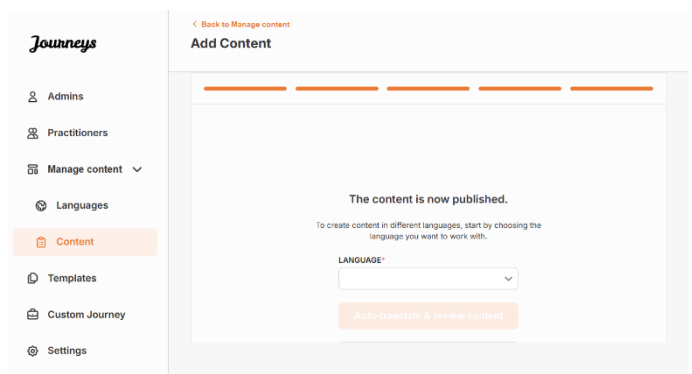 Journeys
Admins
Practitioners
Manage content
Languages
Content
Templates
Custom Journey
Settings
Back to Manage content
Add Content
The content is now published.
To create content in different languages, start by choosing the
language you want to work with.
LANGUAGE*
Auto-translate & review content